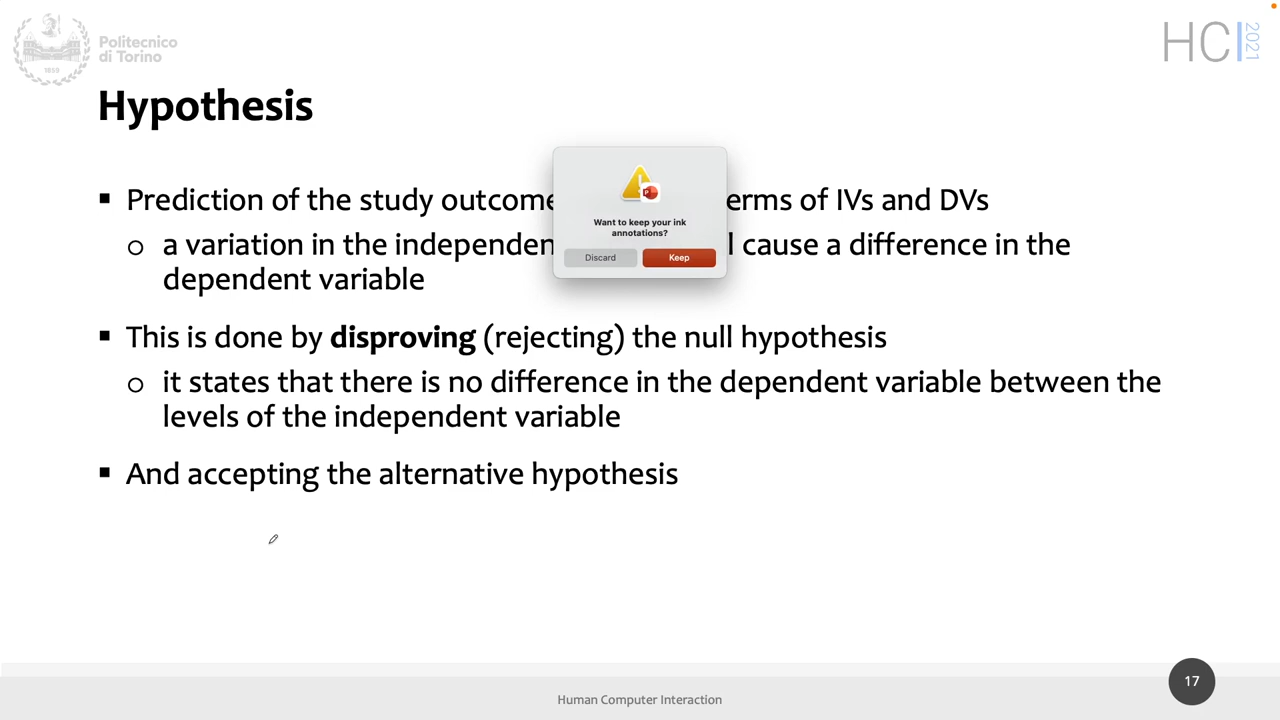 Politecnico
di Torino
1859
HCI 2021
Hypothesis
Prediction of the study outcome erms of IVs and DVs
a variation in the independen l cause a difference in the
dependent variable
Want to keep your ink
annotations?
Discard Keep
This is done by disproving (rejecting) the null hypothesis
it states that there is no difference in the dependent variable between the
levels of the independent variable
And accepting the alternative hypothesis
17
Human Computer Interaction